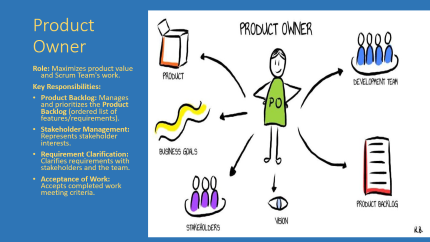 Product
Owner
Role: Maximizes product value
and Scrum Team's work.
Key Responsibilities:
• Product Backlog: Manages
and prioritizes the Product
Backlog (ordered list of
features/requirements).
• Stakeholder Management:
Represents stakeholder
interests.
• Requirement Clarification:
Clarifies requirements with
stakeholders and the team.
• Acceptance of Work:
Accepts completed work
meeting criteria.
PRODUCT OWNER
PRODUCT
DEVELOPMENT TEAM
PO
BUSINESS GOALS
PRODUCT BACKLOG
STAKEHOLDERS
VISION